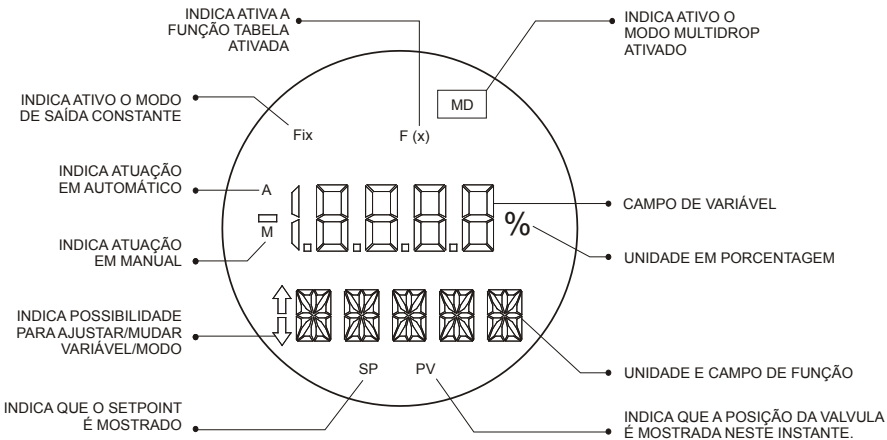 INDICA ATIVA A
FUNÇÃO TABELA
ATIVADA
INDICA ATIVO O
MODO MULTIDROP
ATIVADO
INDICA ATIVO O MODO
DE SAÍDA CONSTANTE
MD
Fix
F (x)
INDICA ATUAÇÃO
EM AUTOMÁTICO
A
M
%
CAMPO DE VARIÁVEL
INDICA ATUAÇÃO
EM MANUAL
UNIDADE EM PORCENTAGEM
INDICA POSSIBILIDADE
PARA AJUSTAR/MUDAR
VARIÁVEL/MODO
SP
PV
UNIDADE E CAMPO DE FUNÇÃO
INDICA QUE O SETPOINT
É MOSTRADO
INDICA QUE A POSIÇÃO DA VALVULA
É MOSTRADA NESTE INSTANTE.